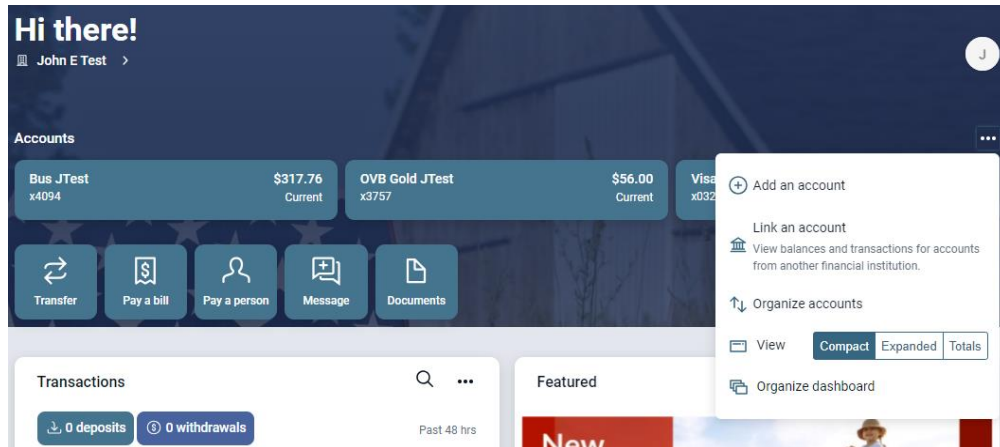 Hi there!
John E Test >
J
Accounts
Bus JTest $317.76
x4094 Current
OVB Gold JTest $56.00
x3757 Current
Visa
x032
Add an account
Link an account
View balances and transactions for accounts
from another financial institution.
Organize accounts
View Compact Expanded Totals
Organize dashboard
Transfer
Pay a bill
Pay a person
Message
Documents
Transactions
0 deposits 0 withdrawals Past 48 hrs
Featured
New